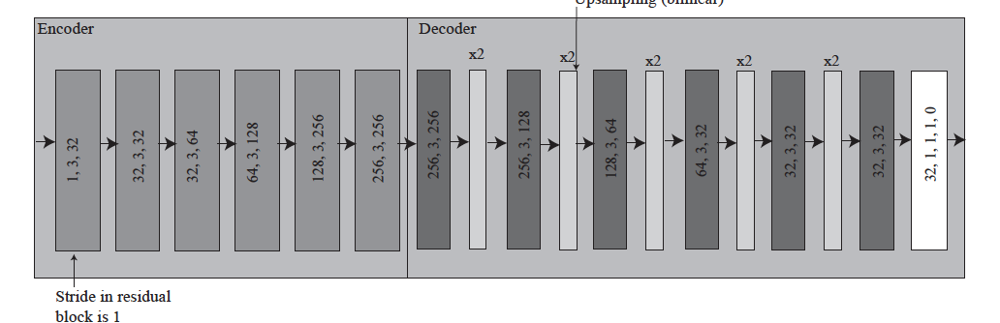 Upsampling (bilinear)
Encoder
Decoder
x2
x2
x2
x2
x2
1, 3, 32
32, 3, 32
32, 3, 64
64, 3, 128
128, 3, 256
256, 3, 256
256, 3, 256
256, 3, 128
128, 3, 64
64, 3, 32
32, 3, 32
32, 3, 32
32, 1, 1, 1, 0
Stride in residual
block is 1